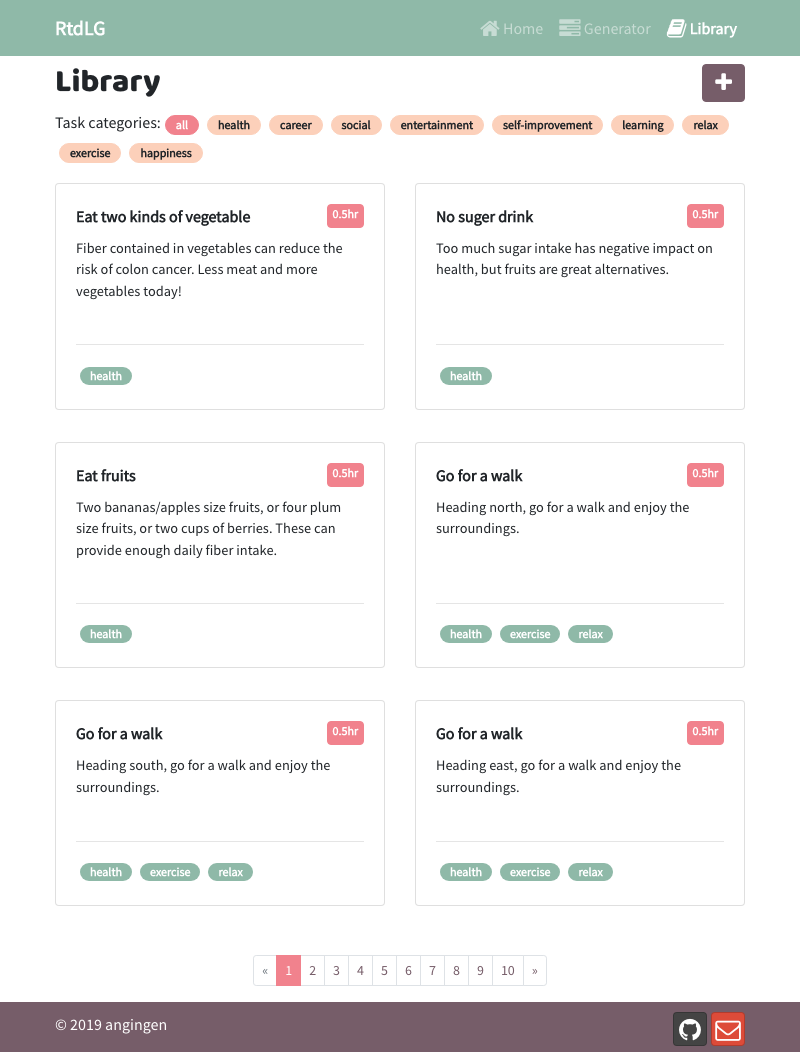 RtdLG Home Generator Library
Library
Task categories: all health career social entertainment self-improvement learning relax
exercise happiness
Eat two kinds of vegetable 0.5hr
Fiber contained in vegetables can reduce the
risk of colon cancer. Less meat and more
vegetables today!
health
No suger drink 0.5hr
Too much sugar intake has negative impact on
health, but fruits are great alternatives.
health
Eat fruits 0.5hr
Two bananas/apples size fruits, or four plum
size fruits, or two cups of berries. These can
provide enough daily fiber intake.
health
Go for a walk 0.5hr
Heading north, go for a walk and enjoy the
surroundings.
health exercise relax
Go for a walk 0.5hr
Heading south, go for a walk and enjoy the
surroundings.
health exercise relax
Go for a walk 0.5hr
Heading east, go for a walk and enjoy the
surroundings.
health exercise relax
« 1 2 3 4 5 6 7 8 9 10 »
© 2019 angingen